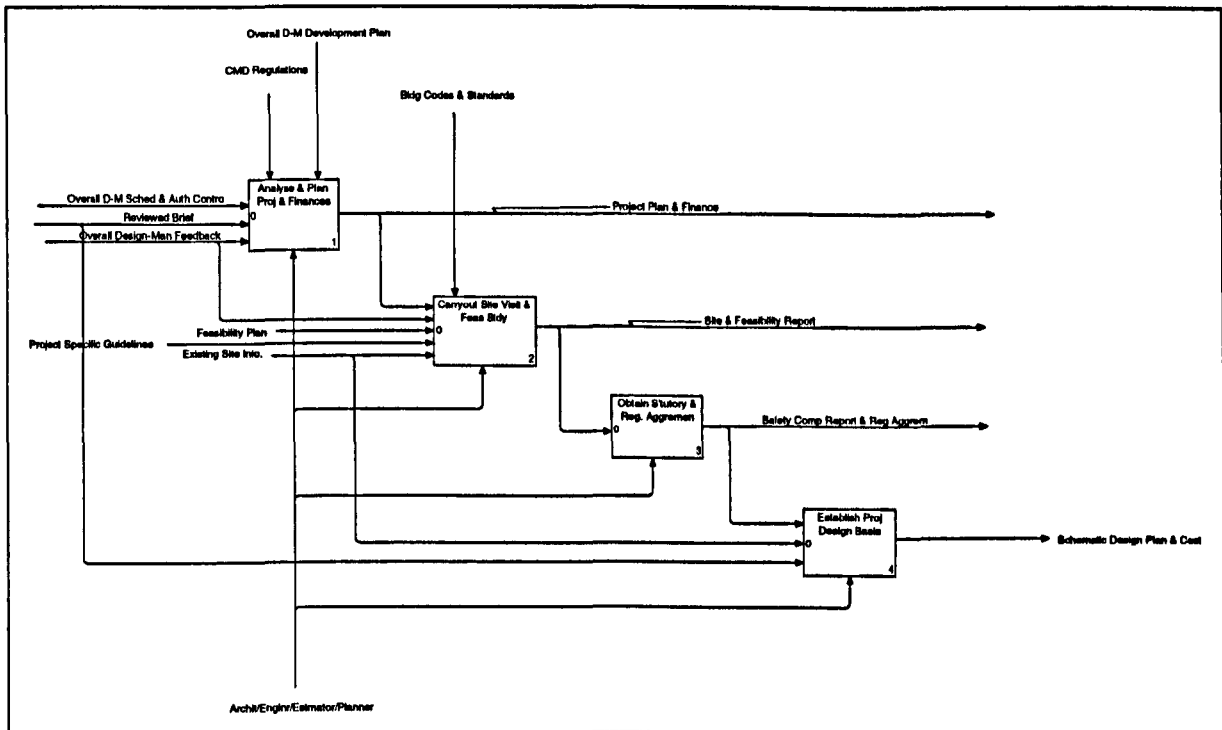 Overall D-M Development Plan
CMD Regulations
Bldg Codes & Standards
Analyse & Plan
Proj & Finances
0
1
Overall D-M Sched & Auth Contro
Reviewed Brief
Overall Design-Man Feedback
Project Plan & Finance
Carryout Site Visit &
Feas Stdy
0
2
Feasibility Plan
Project Specific Guidelines
Existing Site Info.
Site & Feasibility Report
Obtain Stutory &
Reg. Aggremen
0
3
Safety Comp Report & Reg Aggrem
Establish Proj
Design Basis
0
4
Schematic Design Plan & Cost
Archit/Enginr/Estmator/Planner